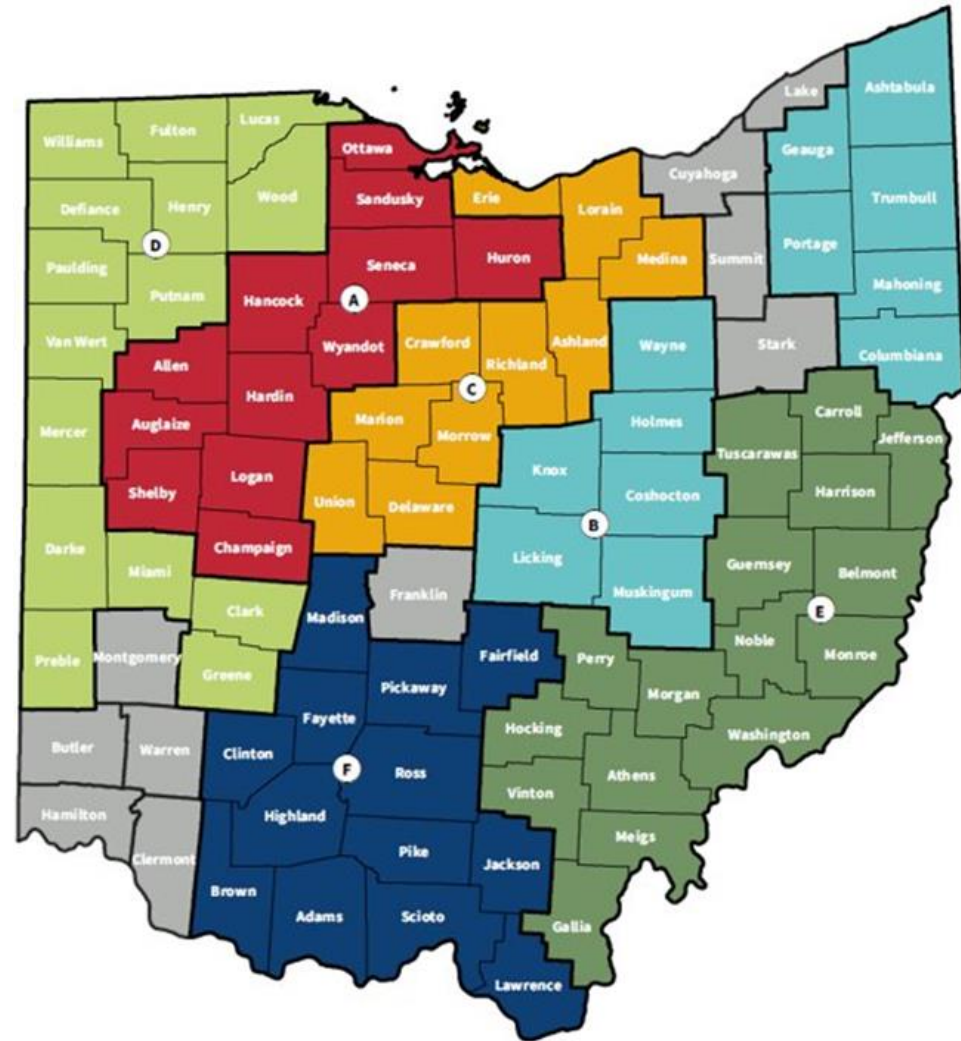 Ashtabula
Lake
Geauga
Cuyahoga
Trumbull
Portage
Summit
Mahoning
Stark
Columbiana
Williams
Fulton
Lucas
Defiance
Henry
Wood
D
Paulding
Putnam
Van Wert
Mercer
Darke
Miami
Clark
Preble
Montgomery
Greene
Ottawa
Sandusky
Seneca
Huron
Hancock
A
Wyandot
Allen
Hardin
Auglaize
Logan
Shelby
Champaign
Erie
Lorain
Medina
Crawford
Richland
Ashland
C
Marion
Morrow
Union
Delaware
Wayne
Holmes
Knox
Coshocton
B
Licking
Muskingum
Franklin
Carroll
Jefferson
Tuscarawas
Harrison
Guernsey
Belmont
E
Noble
Monroe
Perry
Morgan
Washington
Hocking
Athens
Vinton
Meigs
Gallia
Madison
Fairfield
Pickaway
Fayette
Clinton
F
Ross
Highland
Pike
Jackson
Brown
Adams
Scioto
Lawrence
Butler
Warren
Hamilton
Clermont